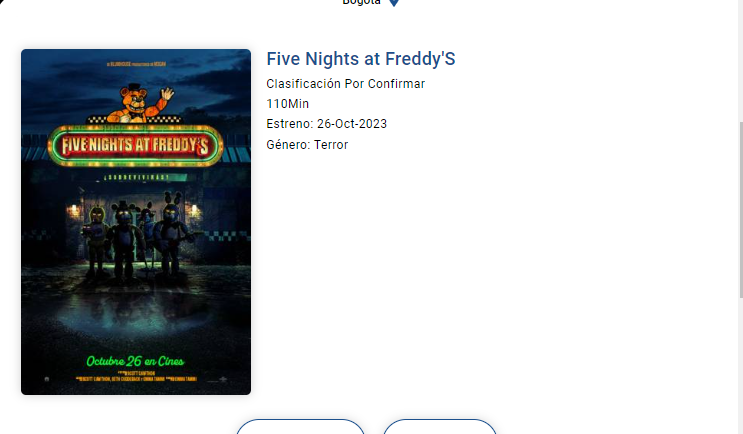 Bogotá
Five Nights at Freddy'S
Clasificación Por Confirmar
110Min
Estreno: 26-Oct-2023
Género: Terror
FIVE NIGHTS AT FREDDY'S
¿SOBREVIVIRÁS?
Octubre 26 en Cines